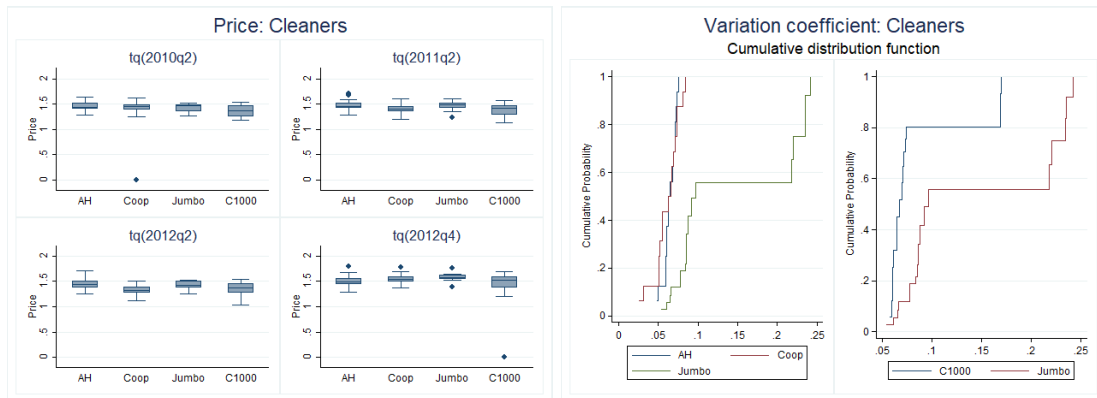 Price: Cleaners
tq(2010q2)
Price
0 .5 1 1.5 2
AH Coop Jumbo C1000
tq(2011q2)
Price
0 .5 1 1.5 2
AH Coop Jumbo C1000
tq(2012q2)
Price
0 .5 1 1.5 2
AH Coop Jumbo C1000
tq(2012q4)
Price
0 .5 1 1.5 2
AH Coop Jumbo C1000
Variation coefficient: Cleaners
Cumulative distribution function
Cumulative Probability
1
.8
.6
.4
.2
0
0 .05 .1 .15 .2 .25
AH Coop
Jumbo
Cumulative Probability
1
.8
.6
.4
.2
0
.05 .1 .15 .2 .25
C1000 Jumbo